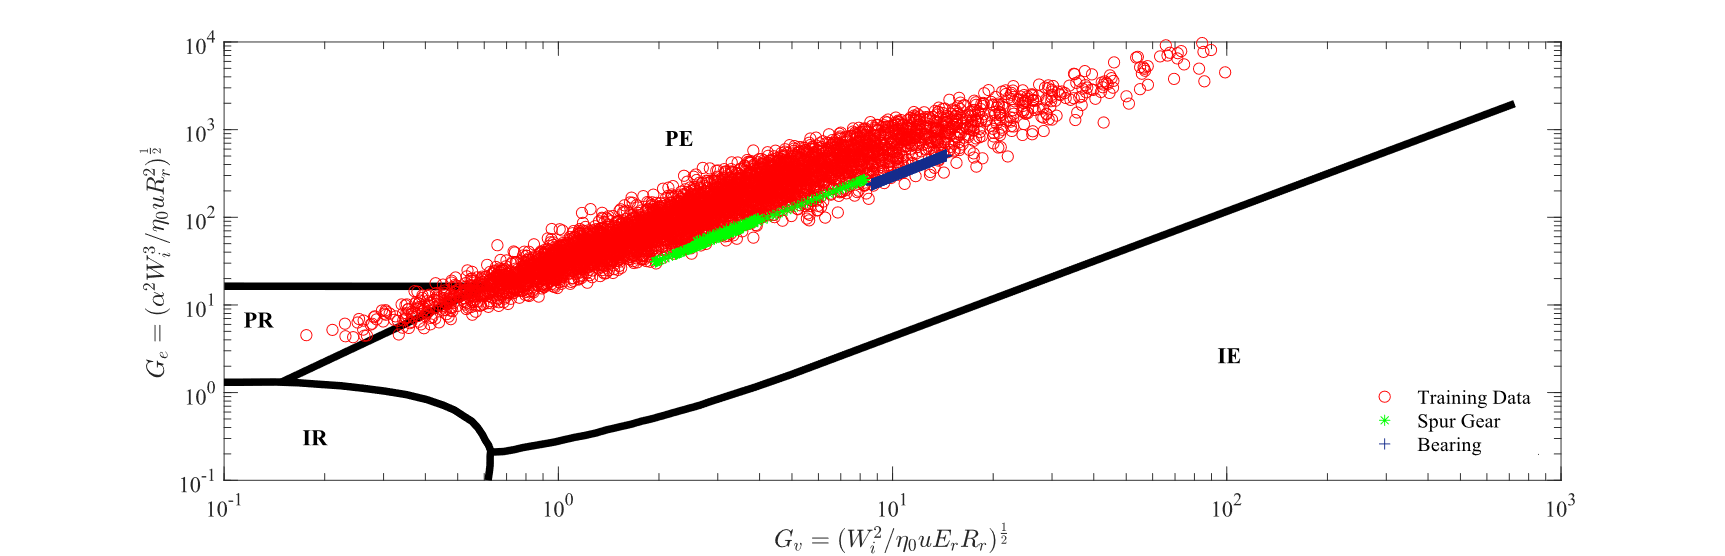 10^4
10^3
10^2
10^1
10^0
10^-1
G_e = (α^2 W_i^3/η_0 u R_r^2)^{1/2}
PE
PR
IR
IE
Training Data
Spur Gear
Bearing
10^-1 10^0 10^1 10^2 10^3
G_v = (W_i^2/η_0 u E_r R_r)^{1/2}